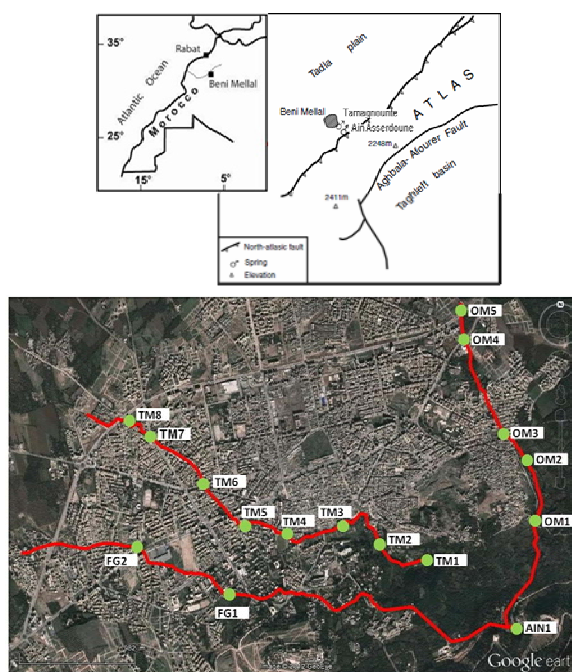 35°
Rabat
Atlantic Ocean
Beni Mellal
Morocco
25°
15°
5°
Tadla plain
Beni Mellal
Tamagnounte
Ain Asserdoune
ATLAS
2248m
Aghbala-Afourer Fault
Taghleft basin
2411m
North-atlasic fault
Spring
Elevation
OM5
OM4
TM8
TM7
OM3
OM2
TM6
TM5
TM4
TM3
OM1
TM2
TM1
FG2
FG1
AIN1
Google eart